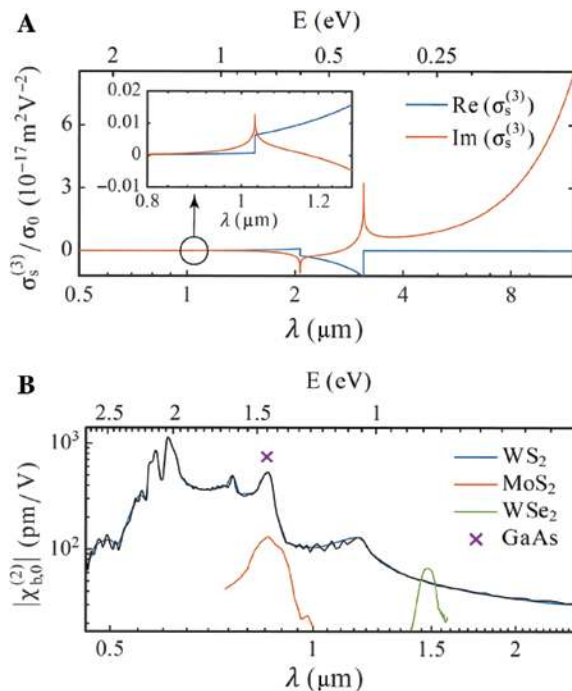 A
E (eV)
2 1 0.5 0.25
σs(3)/σ0 (10−17m2V−2)
6
3
0
Re (σs(3))
Im (σs(3))
0.02
0.01
0
−0.01
0.8 1 1.2
λ (μm)
0.5 1 2 4 8
λ (μm)
B
E (eV)
2.5 2 1.5 1
|χb,0(2)| (pm/V)
103
102
WS2
MoS2
WSe2
GaAs
0.5 1 1.5 2
λ (μm)